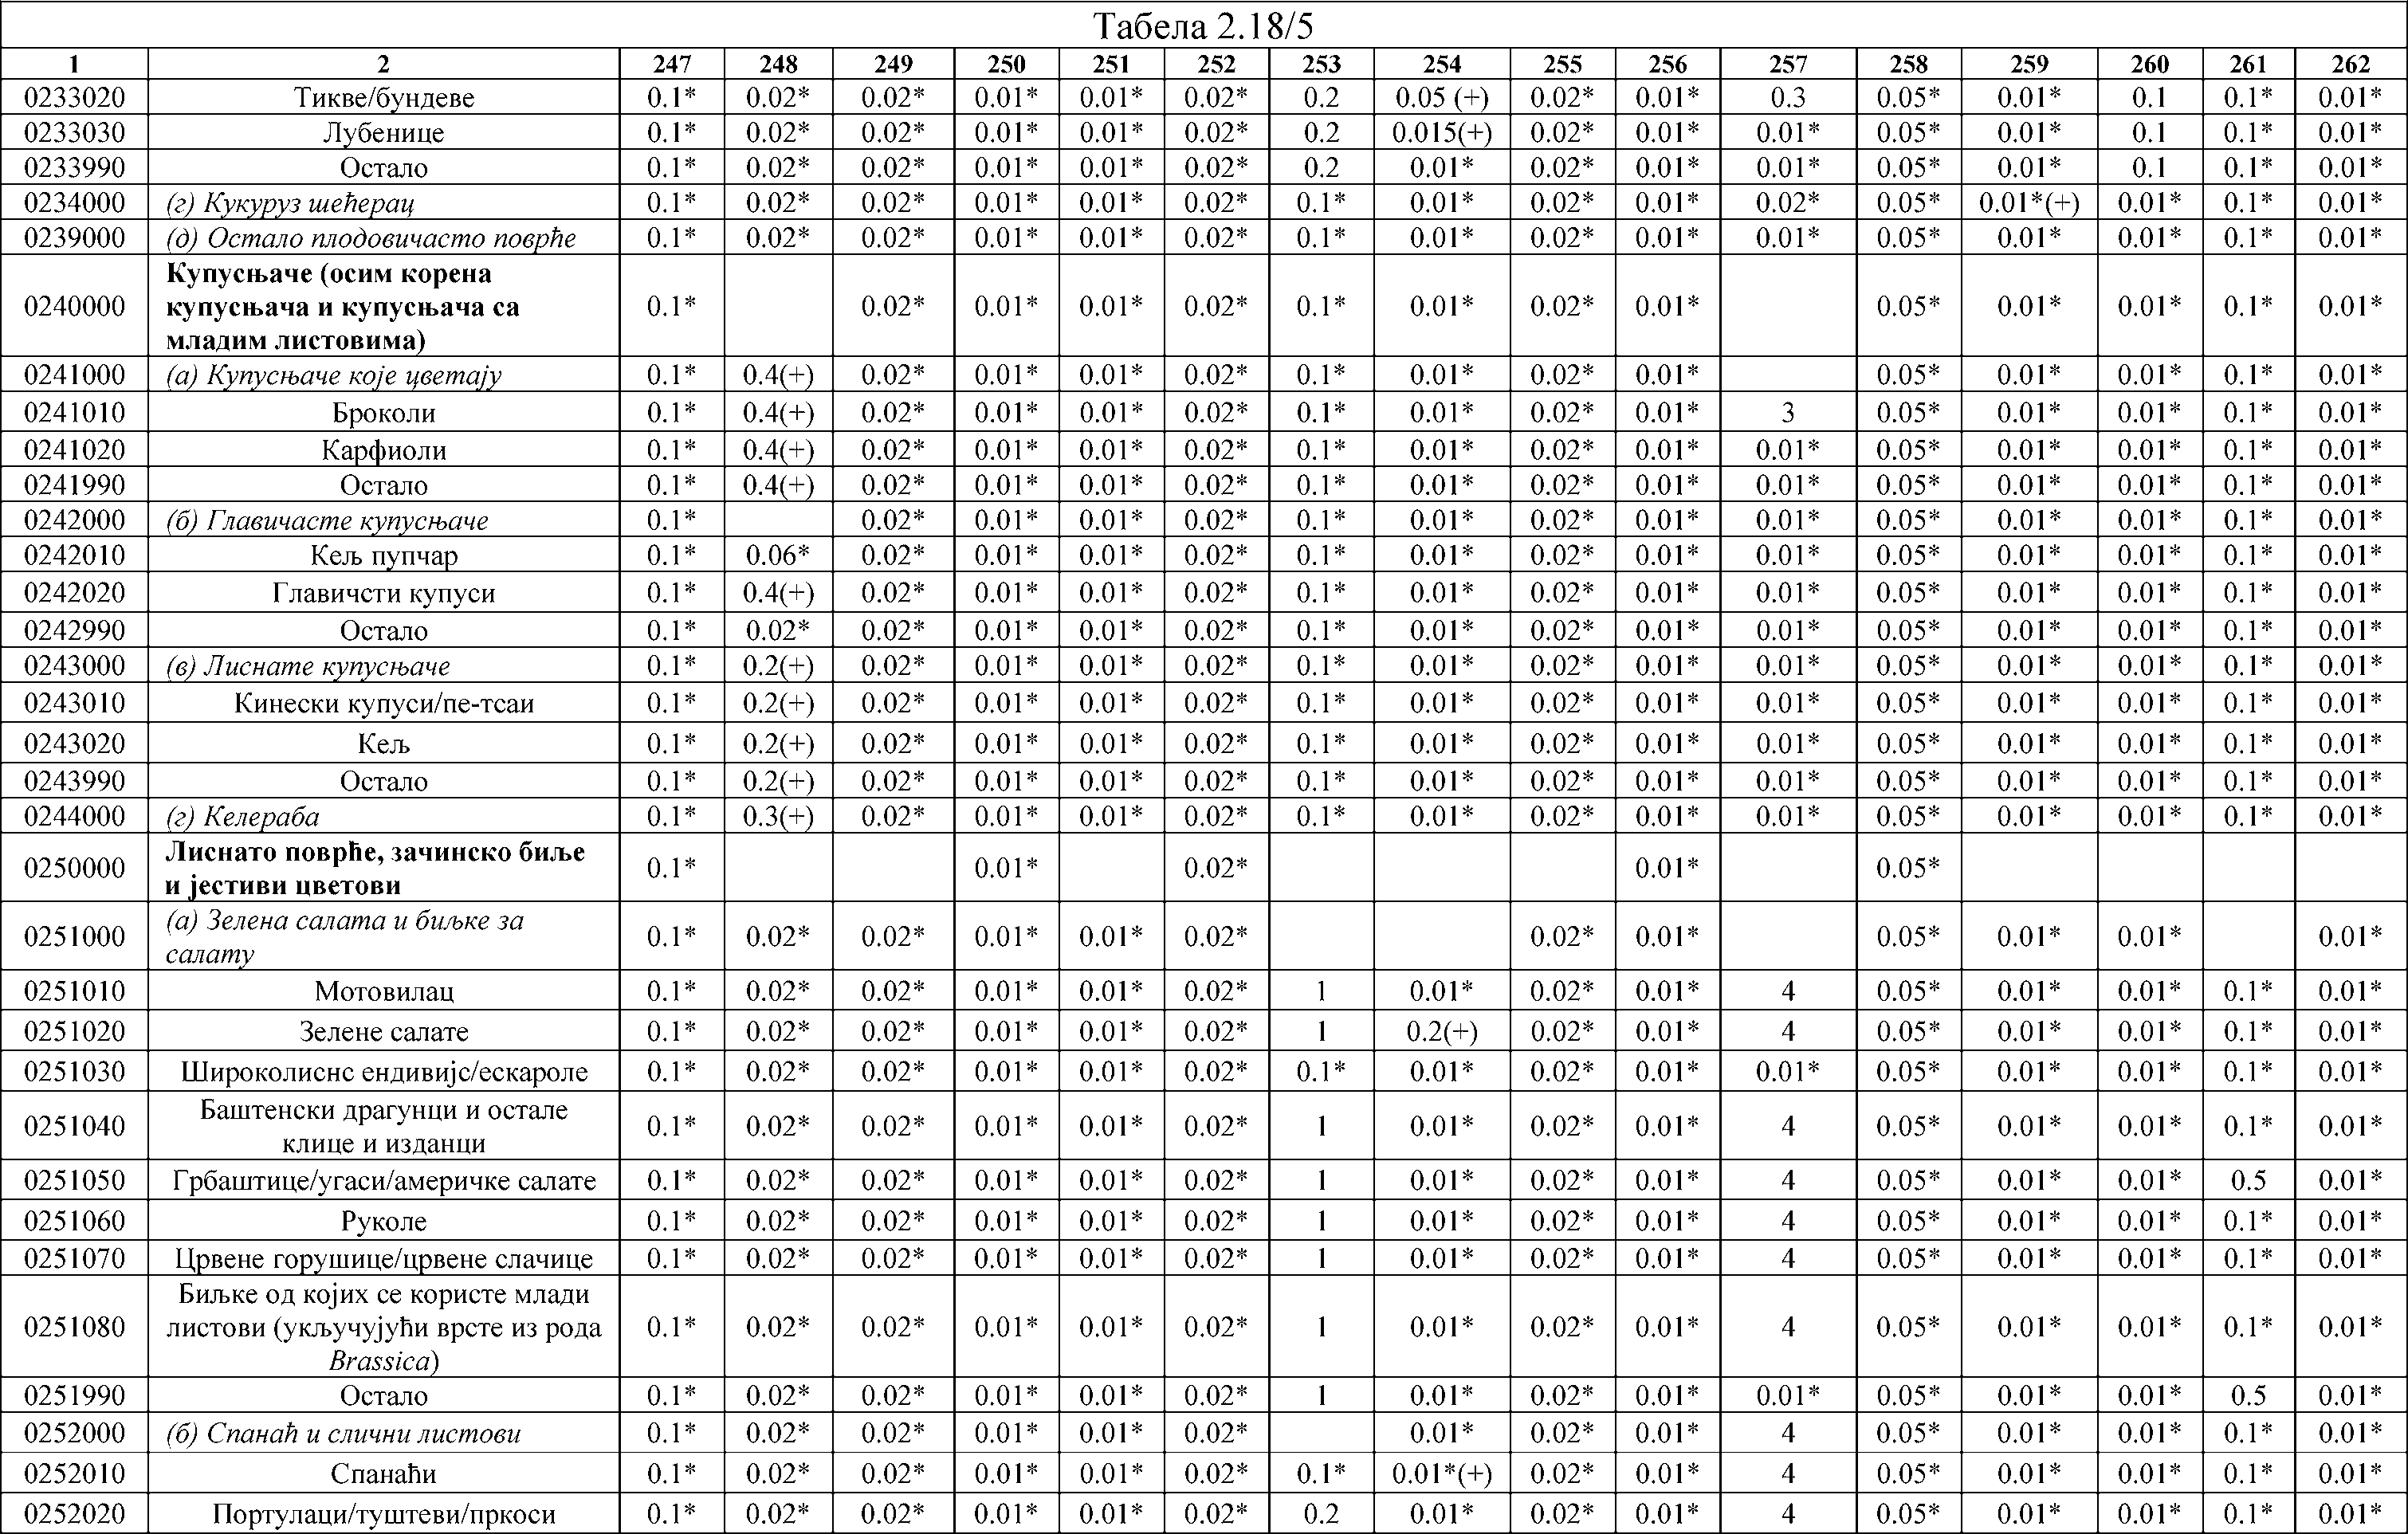 Табела 2.18/5
1 2 247 248 249 250 251 252 253 254 255 256 257 258 259 260 261 262
0233020 Тикве/бундеве 0.1* 0.02* 0.02* 0.01* 0.01* 0.02* 0.2 0.05 (+) 0.02* 0.01* 0.3 0.05* 0.01* 0.1 0.1* 0.01*
0233030 Лубенице 0.1* 0.02* 0.02* 0.01* 0.01* 0.02* 0.2 0.015(+) 0.02* 0.01* 0.01* 0.05* 0.01* 0.1 0.1* 0.01*
0233990 Остало 0.1* 0.02* 0.02* 0.01* 0.01* 0.02* 0.2 0.01* 0.02* 0.01* 0.01* 0.05* 0.01* 0.1 0.1* 0.01*
0234000 (г) Кукуруз шећерац 0.1* 0.02* 0.02* 0.01* 0.01* 0.02* 0.1* 0.01* 0.02* 0.01* 0.02* 0.05* 0.01*(+) 0.01* 0.1* 0.01*
0239000 (д) Остало плодовичасто поврће 0.1* 0.02* 0.02* 0.01* 0.01* 0.02* 0.1* 0.01* 0.02* 0.01* 0.01* 0.05* 0.01* 0.01* 0.1* 0.01*
Купусњаче (осим корена
0240000 купусњача и купусњача са 0.1* 0.02* 0.01* 0.01* 0.02* 0.1* 0.01* 0.02* 0.01* 0.05* 0.01* 0.01* 0.1* 0.01*
младим листовима)
0241000 (а) Купусњаче које цветају 0.1* 0.4(+) 0.02* 0.01* 0.01* 0.02* 0.1* 0.01* 0.02* 0.01* 0.05* 0.01* 0.01* 0.1* 0.01*
0241010 Броколи 0.1* 0.4(+) 0.02* 0.01* 0.01* 0.02* 0.1* 0.01* 0.02* 0.01* 3 0.05* 0.01* 0.01* 0.1* 0.01*
0241020 Карфиоли 0.1* 0.4(+) 0.02* 0.01* 0.01* 0.02* 0.1* 0.01* 0.02* 0.01* 0.01* 0.05* 0.01* 0.01* 0.1* 0.01*
0241990 Остало 0.1* 0.4(+) 0.02* 0.01* 0.01* 0.02* 0.1* 0.01* 0.02* 0.01* 0.01* 0.05* 0.01* 0.01* 0.1* 0.01*
0242000 (б) Главичасте купусњаче 0.1* 0.02* 0.01* 0.01* 0.02* 0.1* 0.01* 0.02* 0.01* 0.01* 0.05* 0.01* 0.01* 0.1* 0.01*
0242010 Кељ пупчар 0.1* 0.06* 0.02* 0.01* 0.01* 0.02* 0.1* 0.01* 0.02* 0.01* 0.01* 0.05* 0.01* 0.01* 0.1* 0.01*
0242020 Главичсти купуси 0.1* 0.4(+) 0.02* 0.01* 0.01* 0.02* 0.1* 0.01* 0.02* 0.01* 0.01* 0.05* 0.01* 0.01* 0.1* 0.01*
0242990 Остало 0.1* 0.02* 0.02* 0.01* 0.01* 0.02* 0.1* 0.01* 0.02* 0.01* 0.01* 0.05* 0.01* 0.01* 0.1* 0.01*
0243000 (в) Лиснате купусњаче 0.1* 0.2(+) 0.02* 0.01* 0.01* 0.02* 0.1* 0.01* 0.02* 0.01* 0.01* 0.05* 0.01* 0.01* 0.1* 0.01*
0243010 Кинески купуси/пе-тсаи 0.1* 0.2(+) 0.02* 0.01* 0.01* 0.02* 0.1* 0.01* 0.02* 0.01* 0.01* 0.05* 0.01* 0.01* 0.1* 0.01*
0243020 Кељ 0.1* 0.2(+) 0.02* 0.01* 0.01* 0.02* 0.1* 0.01* 0.02* 0.01* 0.01* 0.05* 0.01* 0.01* 0.1* 0.01*
0243990 Остало 0.1* 0.2(+) 0.02* 0.01* 0.01* 0.02* 0.1* 0.01* 0.02* 0.01* 0.01* 0.05* 0.01* 0.01* 0.1* 0.01*
0244000 (г) Келераба 0.1* 0.3(+) 0.02* 0.01* 0.01* 0.02* 0.1* 0.01* 0.02* 0.01* 0.01* 0.05* 0.01* 0.01* 0.1* 0.01*
0250000 Лиснато поврће, зачинско биље 0.1* 0.01* 0.02* 0.01* 0.05*
и јестиви цветови
0251000 (а) Зелена салата и биљке за 0.1* 0.02* 0.02* 0.01* 0.01* 0.02* 0.02* 0.01* 0.05* 0.01* 0.01* 0.01*
салату
0251010 Мотовилац 0.1* 0.02* 0.02* 0.01* 0.01* 0.02* 1 0.01* 0.02* 0.01* 4 0.05* 0.01* 0.01* 0.1* 0.01*
0251020 Зелене салате 0.1* 0.02* 0.02* 0.01* 0.01* 0.02* 1 0.2(+) 0.02* 0.01* 4 0.05* 0.01* 0.01* 0.1* 0.01*
0251030 Широколиснс ендивијс/ескароле 0.1* 0.02* 0.02* 0.01* 0.01* 0.02* 0.1* 0.01* 0.02* 0.01* 0.01* 0.05* 0.01* 0.01* 0.1* 0.01*
0251040 Баштенски драгунци и остале 0.1* 0.02* 0.02* 0.01* 0.01* 0.02* 1 0.01* 0.02* 0.01* 4 0.05* 0.01* 0.01* 0.1* 0.01*
клице и изданци
0251050 Грбаштице/угаси/америчке салате 0.1* 0.02* 0.02* 0.01* 0.01* 0.02* 1 0.01* 0.02* 0.01* 4 0.05* 0.01* 0.01* 0.5 0.01*
0251060 Руколе 0.1* 0.02* 0.02* 0.01* 0.01* 0.02* 1 0.01* 0.02* 0.01* 4 0.05* 0.01* 0.01* 0.1* 0.01*
0251070 Црвене горушице/црвене слачице 0.1* 0.02* 0.02* 0.01* 0.01* 0.02* 1 0.01* 0.02* 0.01* 4 0.05* 0.01* 0.01* 0.1* 0.01*
Биљке од којих се користе млади
0251080 листови (укључујући врсте из рода 0.1* 0.02* 0.02* 0.01* 0.01* 0.02* 1 0.01* 0.02* 0.01* 4 0.05* 0.01* 0.01* 0.1* 0.01*
Brassica)
0251990 Остало 0.1* 0.02* 0.02* 0.01* 0.01* 0.02* 1 0.01* 0.02* 0.01* 0.01* 0.05* 0.01* 0.01* 0.5 0.01*
0252000 (б) Спанаћ и слични листови 0.1* 0.02* 0.02* 0.01* 0.01* 0.02* 0.01* 0.02* 0.01* 4 0.05* 0.01* 0.01* 0.1* 0.01*
0252010 Спанаћи 0.1* 0.02* 0.02* 0.01* 0.01* 0.02* 0.1* 0.01*(+) 0.02* 0.01* 4 0.05* 0.01* 0.01* 0.1* 0.01*
0252020 Портулаци/туштеви/пркоси 0.1* 0.02* 0.02* 0.01* 0.01* 0.02* 0.2 0.01* 0.02* 0.01* 4 0.05* 0.01* 0.01* 0.1* 0.01*